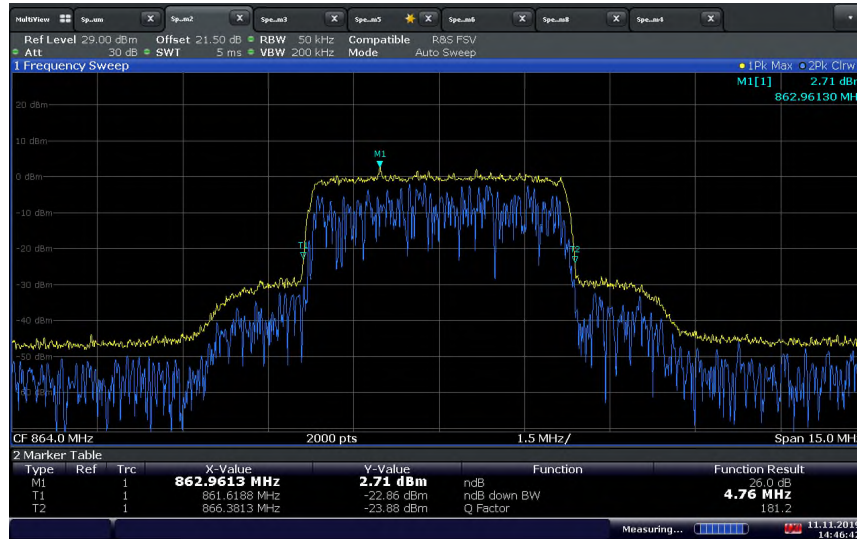 MultiView Sp..um X Sp...m2 X Spe...m3 X Spe...m5 X Spe...m6 X Spe...m8 X Spe...m4 X
Ref Level 29.00 dBm Offset 21.50 dB RBW 50 kHz Compatible R&S FSV
Att 30 dB SWT 5 ms VBW 200 kHz Mode Auto Sweep
1 Frequency Sweep 1Pk Max 2Pk Clrw
M1[1] 2.71 dBm
862.96130 MH
20 dBm
10 dBm
M1
0 dBm
-10 dBm
-20 dBm
T2
-30 dBm
-40 dBm
-50 dBm
CF 864.0 MHz 2000 pts 1.5 MHz/ Span 15.0 MH
2 Marker Table
Type Ref Trc X-Value Y-Value Function Function Result
M1 1 862.9613 MHz 2.71 dBm ndB 26.0 dB
T1 1 861.6188 MHz -22.86 dBm ndB down BW 4.76 MHz
T2 1 866.3813 MHz -23.88 dBm Q Factor 181.2
Measuring... 11.11.2019
14:46:42